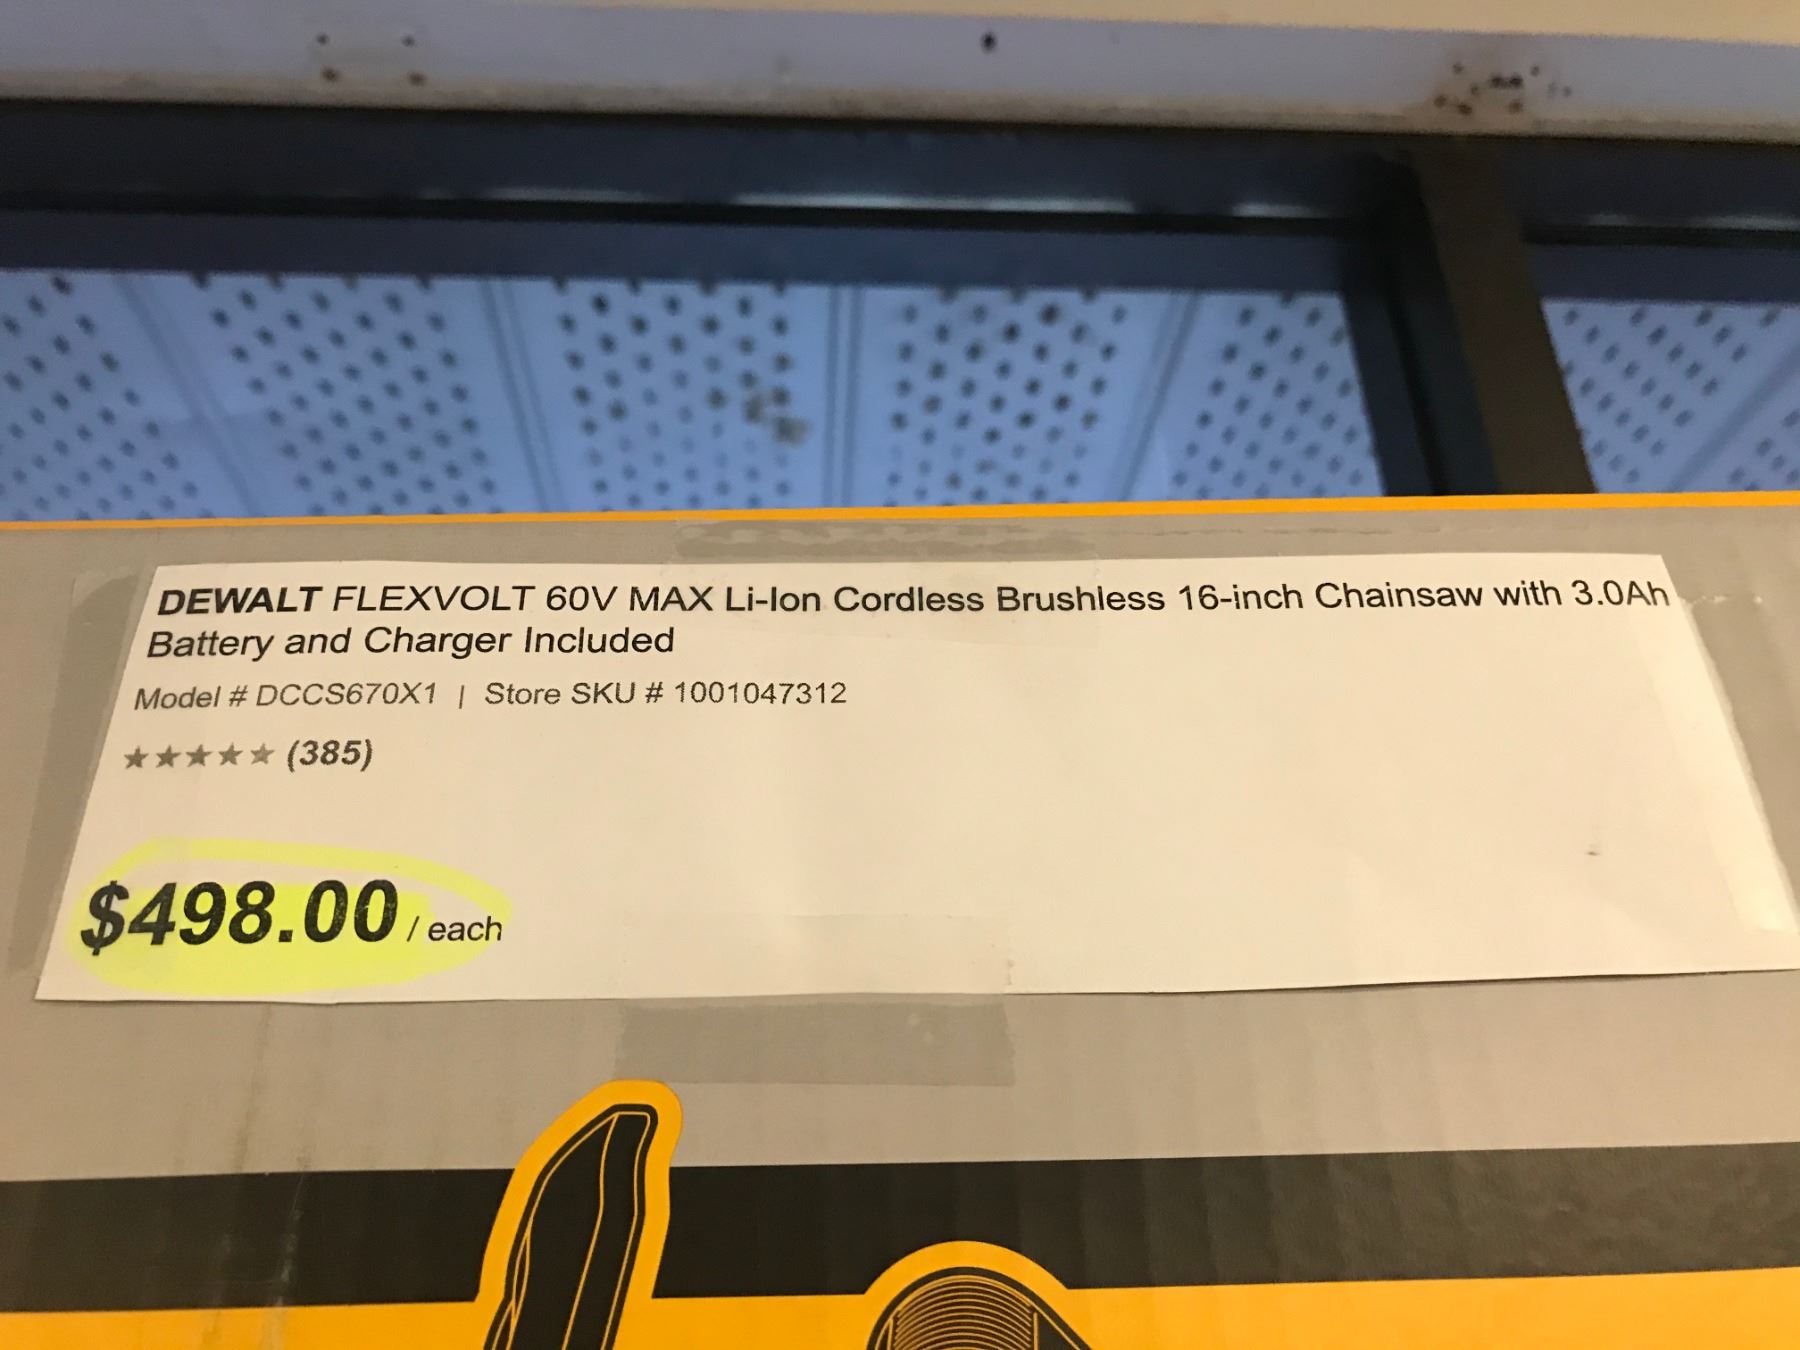 DEWALT FLEXVOLT 60V MAX Li-Ion Cordless Brushless 16-inch Chainsaw with 3.0Ah
Battery and Charger Included
Model # DCCS670X1 | Store SKU # 1001047312
★★★★★ (385)
$498.00 / each